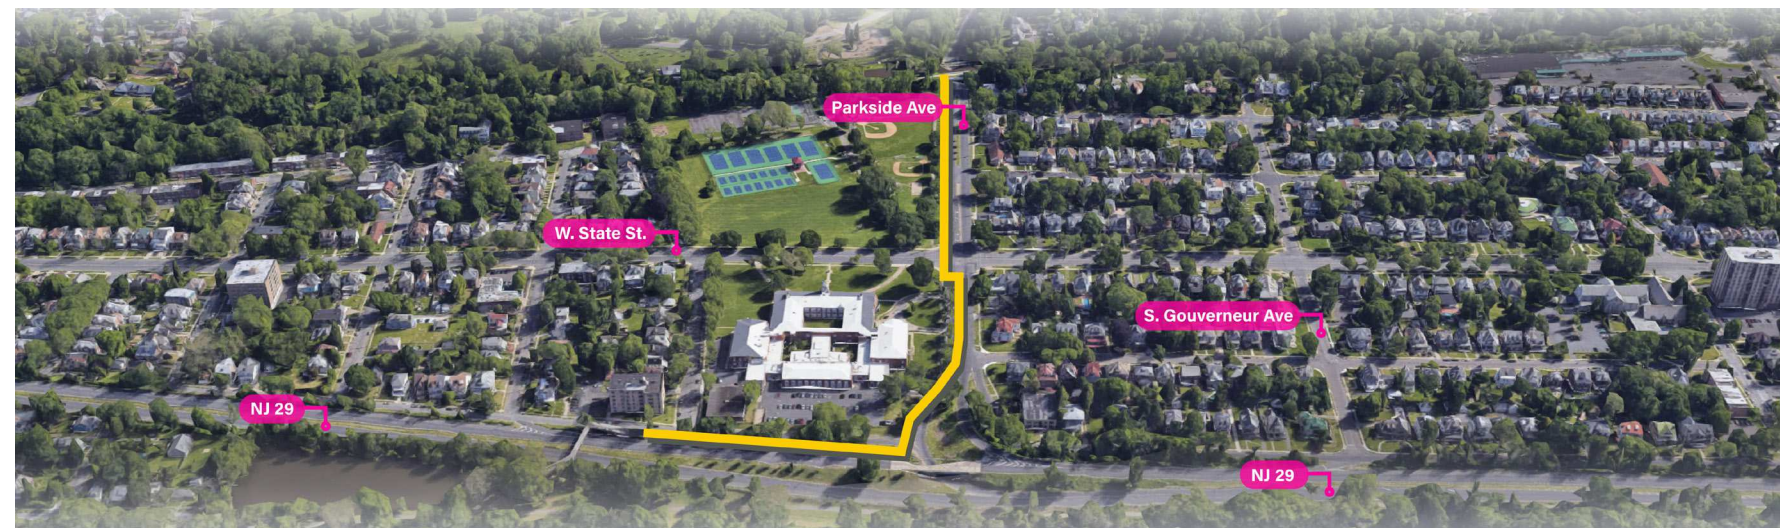 Parkside Ave
W. State St.
S. Gouverneur Ave
NJ 29
NJ 29